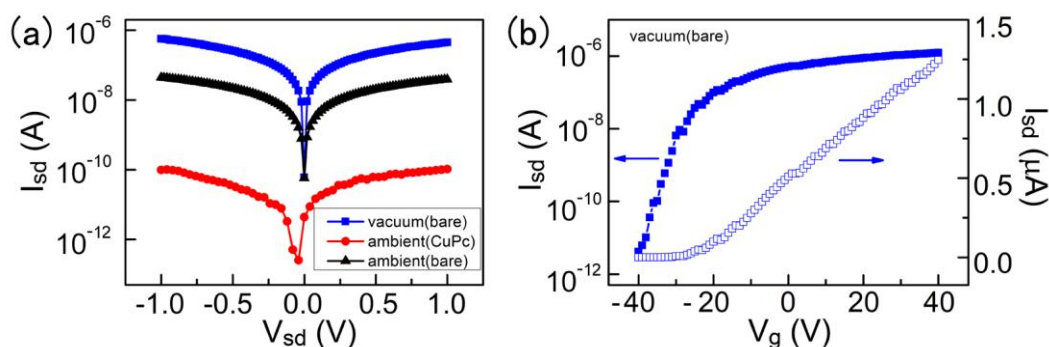 (a)
10⁻⁶
10⁻⁸
10⁻¹⁰
10⁻¹²
I_sd (A)
vacuum(bare)
ambient(CuPc)
ambient(bare)
-1.0 -0.5 0.0 0.5 1.0
V_sd (V)
(b)
vacuum(bare)
10⁻⁶
10⁻⁸
10⁻¹⁰
10⁻¹²
I_sd (A)
1.5
1.0
0.5
0.0
I_sd (μA)
-40 -20 0 20 40
V_g (V)